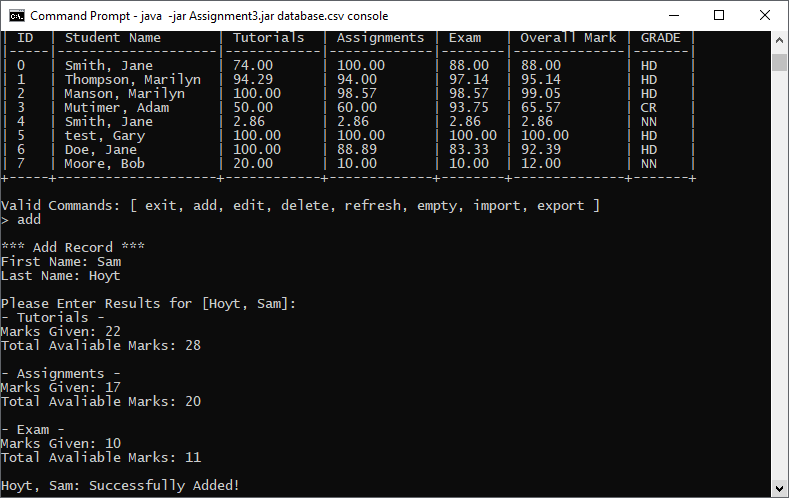 Command Prompt - java  -jar Assignment3.jar database.csv console
| ID  | Student Name       | Tutorials  | Assignments | Exam   | Overall Mark | GRADE |
|-----|--------------------|------------|-------------|--------|--------------|-------|
| 0   | Smith, Jane        | 74.00      | 100.00      | 88.00  | 88.00        | HD    |
| 1   | Thompson, Marilyn  | 94.29      | 94.00       | 97.14  | 95.14        | HD    |
| 2   | Manson, Marilyn    | 100.00     | 98.57       | 98.57  | 99.05        | HD    |
| 3   | Mutimer, Adam      | 50.00      | 60.00       | 93.75  | 65.57        | CR    |
| 4   | Smith, Jane        | 2.86       | 2.86        | 2.86   | 2.86         | NN    |
| 5   | test, Gary         | 100.00     | 100.00      | 100.00 | 100.00       | HD    |
| 6   | Doe, Jane          | 100.00     | 88.89       | 83.33  | 92.39        | HD    |
| 7   | Moore, Bob         | 20.00      | 10.00       | 10.00  | 12.00        | NN    |
+-----+--------------------+------------+-------------+--------+--------------+-------+
Valid Commands: [ exit, add, edit, delete, refresh, empty, import, export ]
> add
*** Add Record ***
First Name: Sam
Last Name: Hoyt
Please Enter Results for [Hoyt, Sam]:
- Tutorials -
Marks Given: 22
Total Avaliable Marks: 28
- Assignments -
Marks Given: 17
Total Avaliable Marks: 20
- Exam -
Marks Given: 10
Total Avaliable Marks: 11
Hoyt, Sam: Successfully Added!